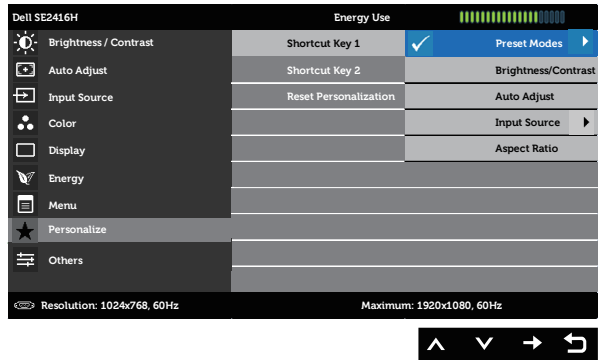 Dell SE2416H Energy Use
Brightness / Contrast Shortcut Key 1 Preset Modes
Auto Adjust Shortcut Key 2 Brightness/Contrast
Input Source Reset Personalization Auto Adjust
Color Input Source
Display Aspect Ratio
Energy
Menu
Personalize
Others
Resolution: 1024x768, 60Hz Maximum: 1920x1080, 60Hz